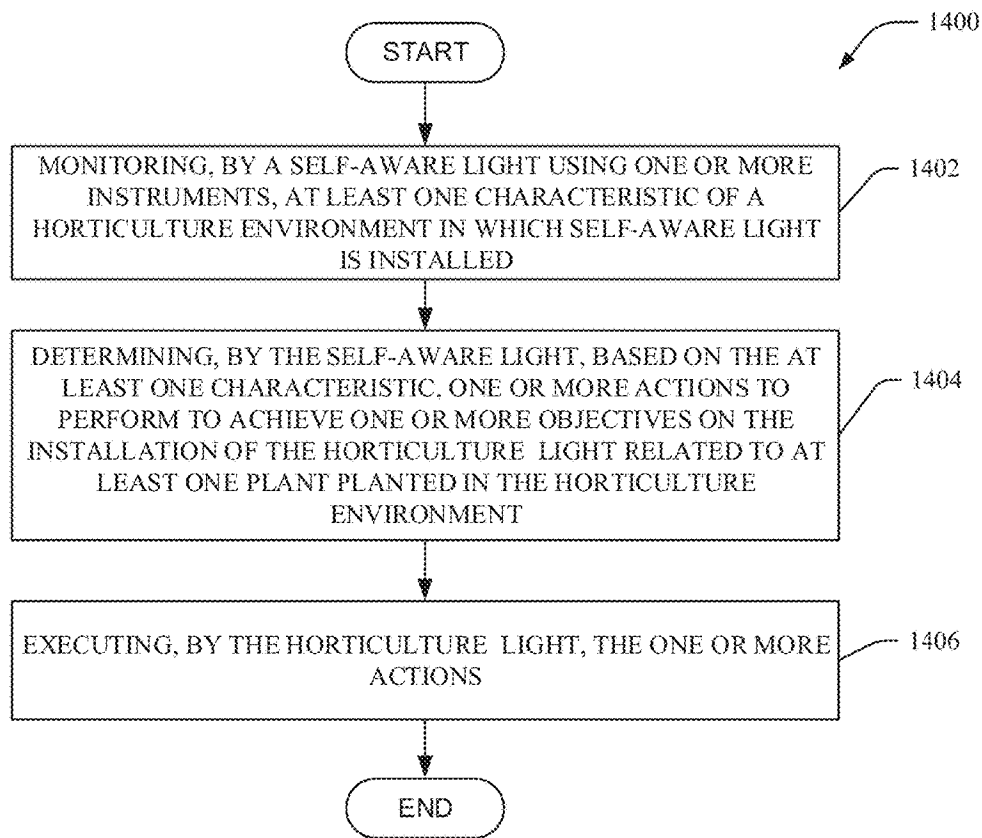 START
1400
MONITORING, BY A SELF-AWARE LIGHT USING ONE OR MORE
INSTRUMENTS, AT LEAST ONE CHARACTERISTIC OF A
HORTICULTURE ENVIRONMENT IN WHICH SELF-AWARE LIGHT
IS INSTALLED
1402
DETERMINING, BY THE SELF-AWARE LIGHT, BASED ON THE AT
LEAST ONE CHARACTERISTIC, ONE OR MORE ACTIONS TO
PERFORM TO ACHIEVE ONE OR MORE OBJECTIVES ON THE
INSTALLATION OF THE HORTICULTURE LIGHT RELATED TO AT
LEAST ONE PLANT PLANTED IN THE HORTICULTURE
ENVIRONMENT
1404
EXECUTING, BY THE HORTICULTURE LIGHT, THE ONE OR MORE
ACTIONS
1406
END